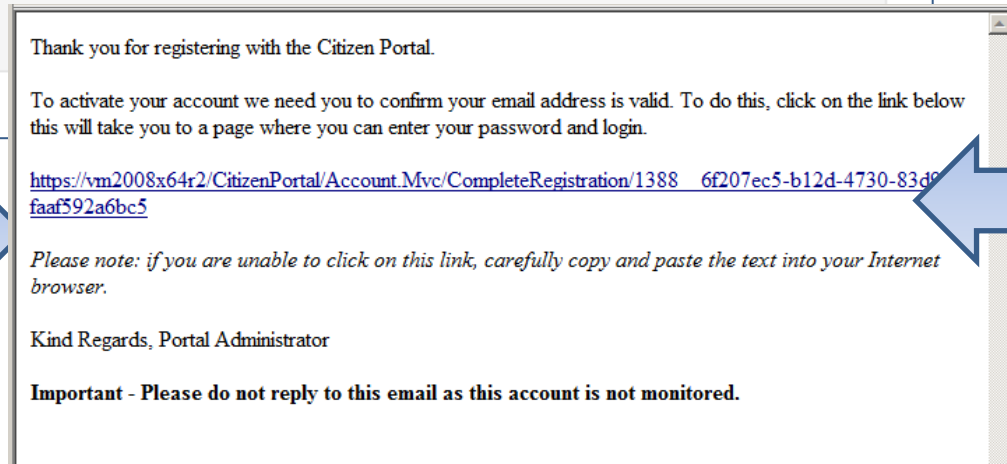 Thank you for registering with the Citizen Portal.
To activate your account we need you to confirm your email address is valid. To do this, click on the link below
this will take you to a page where you can enter your password and login.
https://vm2008x64r2/CitizenPortal/Account.Mvc/CompleteRegistration/1388__6f207ec5-b12d-4730-83d
faaf592a6bc5
Please note: if you are unable to click on this link, carefully copy and paste the text into your Internet
browser.
Kind Regards, Portal Administrator
Important - Please do not reply to this email as this account is not monitored.